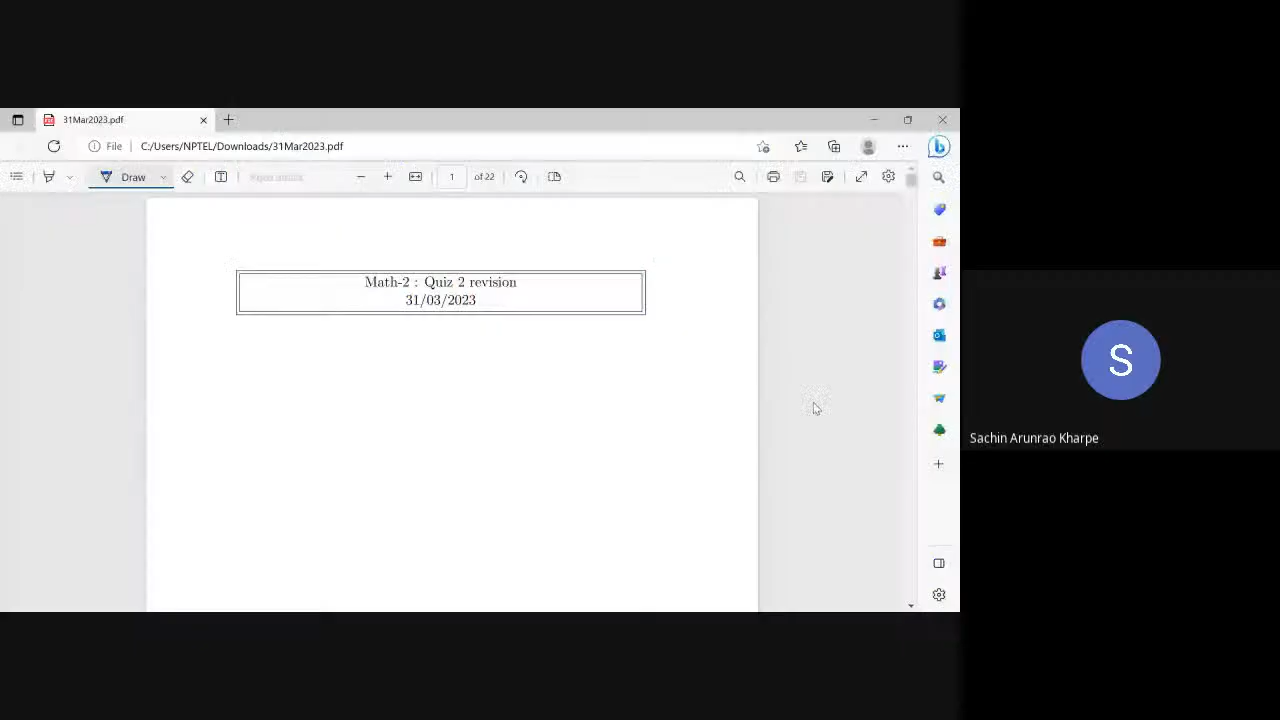 31Mar2023.pdf
File
C:/Users/NPTEL/Downloads/31Mar2023.pdf
Draw
1
of 22
Math-2 : Quiz 2 revision
31/03/2023
S
Sachin Arunrao Kharpe